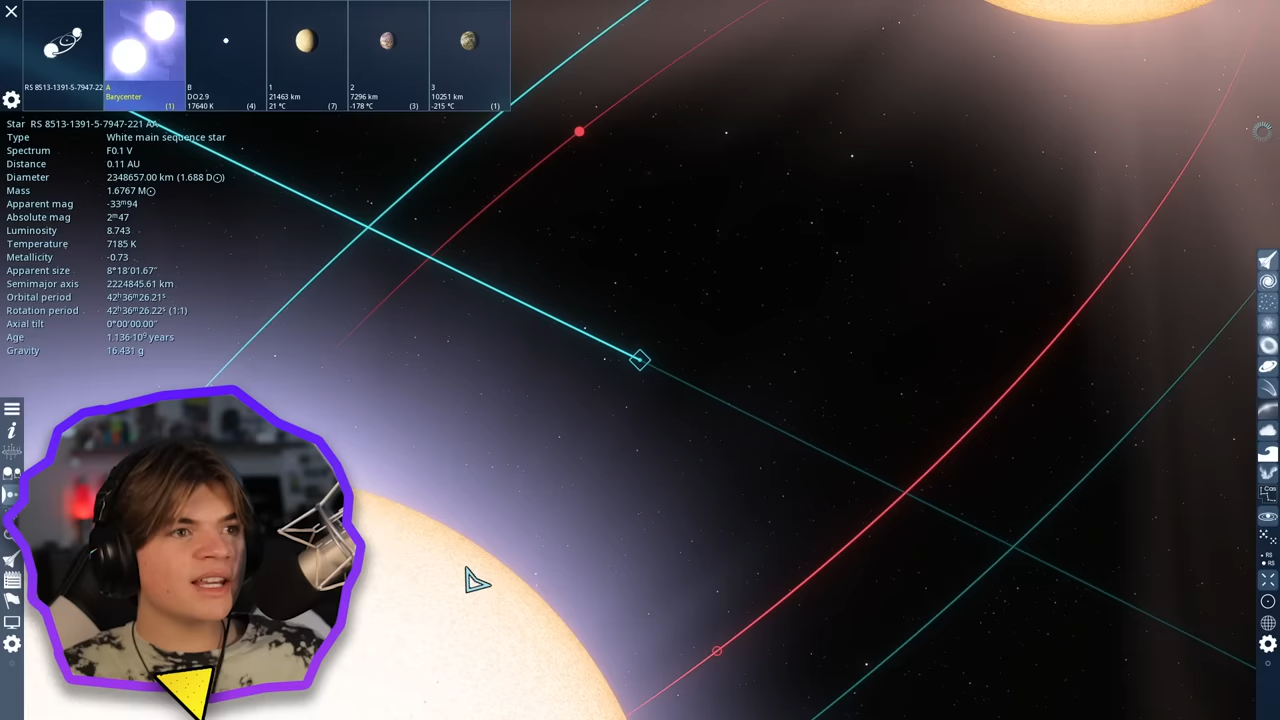 RS 8513-1391-5-7947-22
A
Barycenter
(1)
B
DO2.9
17640 K (4)
1
21463 km
21 °C (7)
2
7296 km
-178 °C (3)
3
10251 km
-215 °C (1)
Star RS 8513-1391-5-7947-221 AA
Type White main sequence star
Spectrum F0.1 V
Distance 0.11 AU
Diameter 2348657.00 km (1.688 D☉)
Mass 1.6767 M☉
Apparent mag -33ᵐ94
Absolute mag 2ᵐ47
Luminosity 8.743
Temperature 7185 K
Metallicity -0.73
Apparent size 8°18'01.67"
Semimajor axis 2224845.61 km
Orbital period 42ʰ36ᵐ26.21ˢ
Rotation period 42ʰ36ᵐ26.22ˢ (1:1)
Axial tilt 0°00'00.00"
Age 1.136·10⁹ years
Gravity 16.431 g
Can
RS
RS